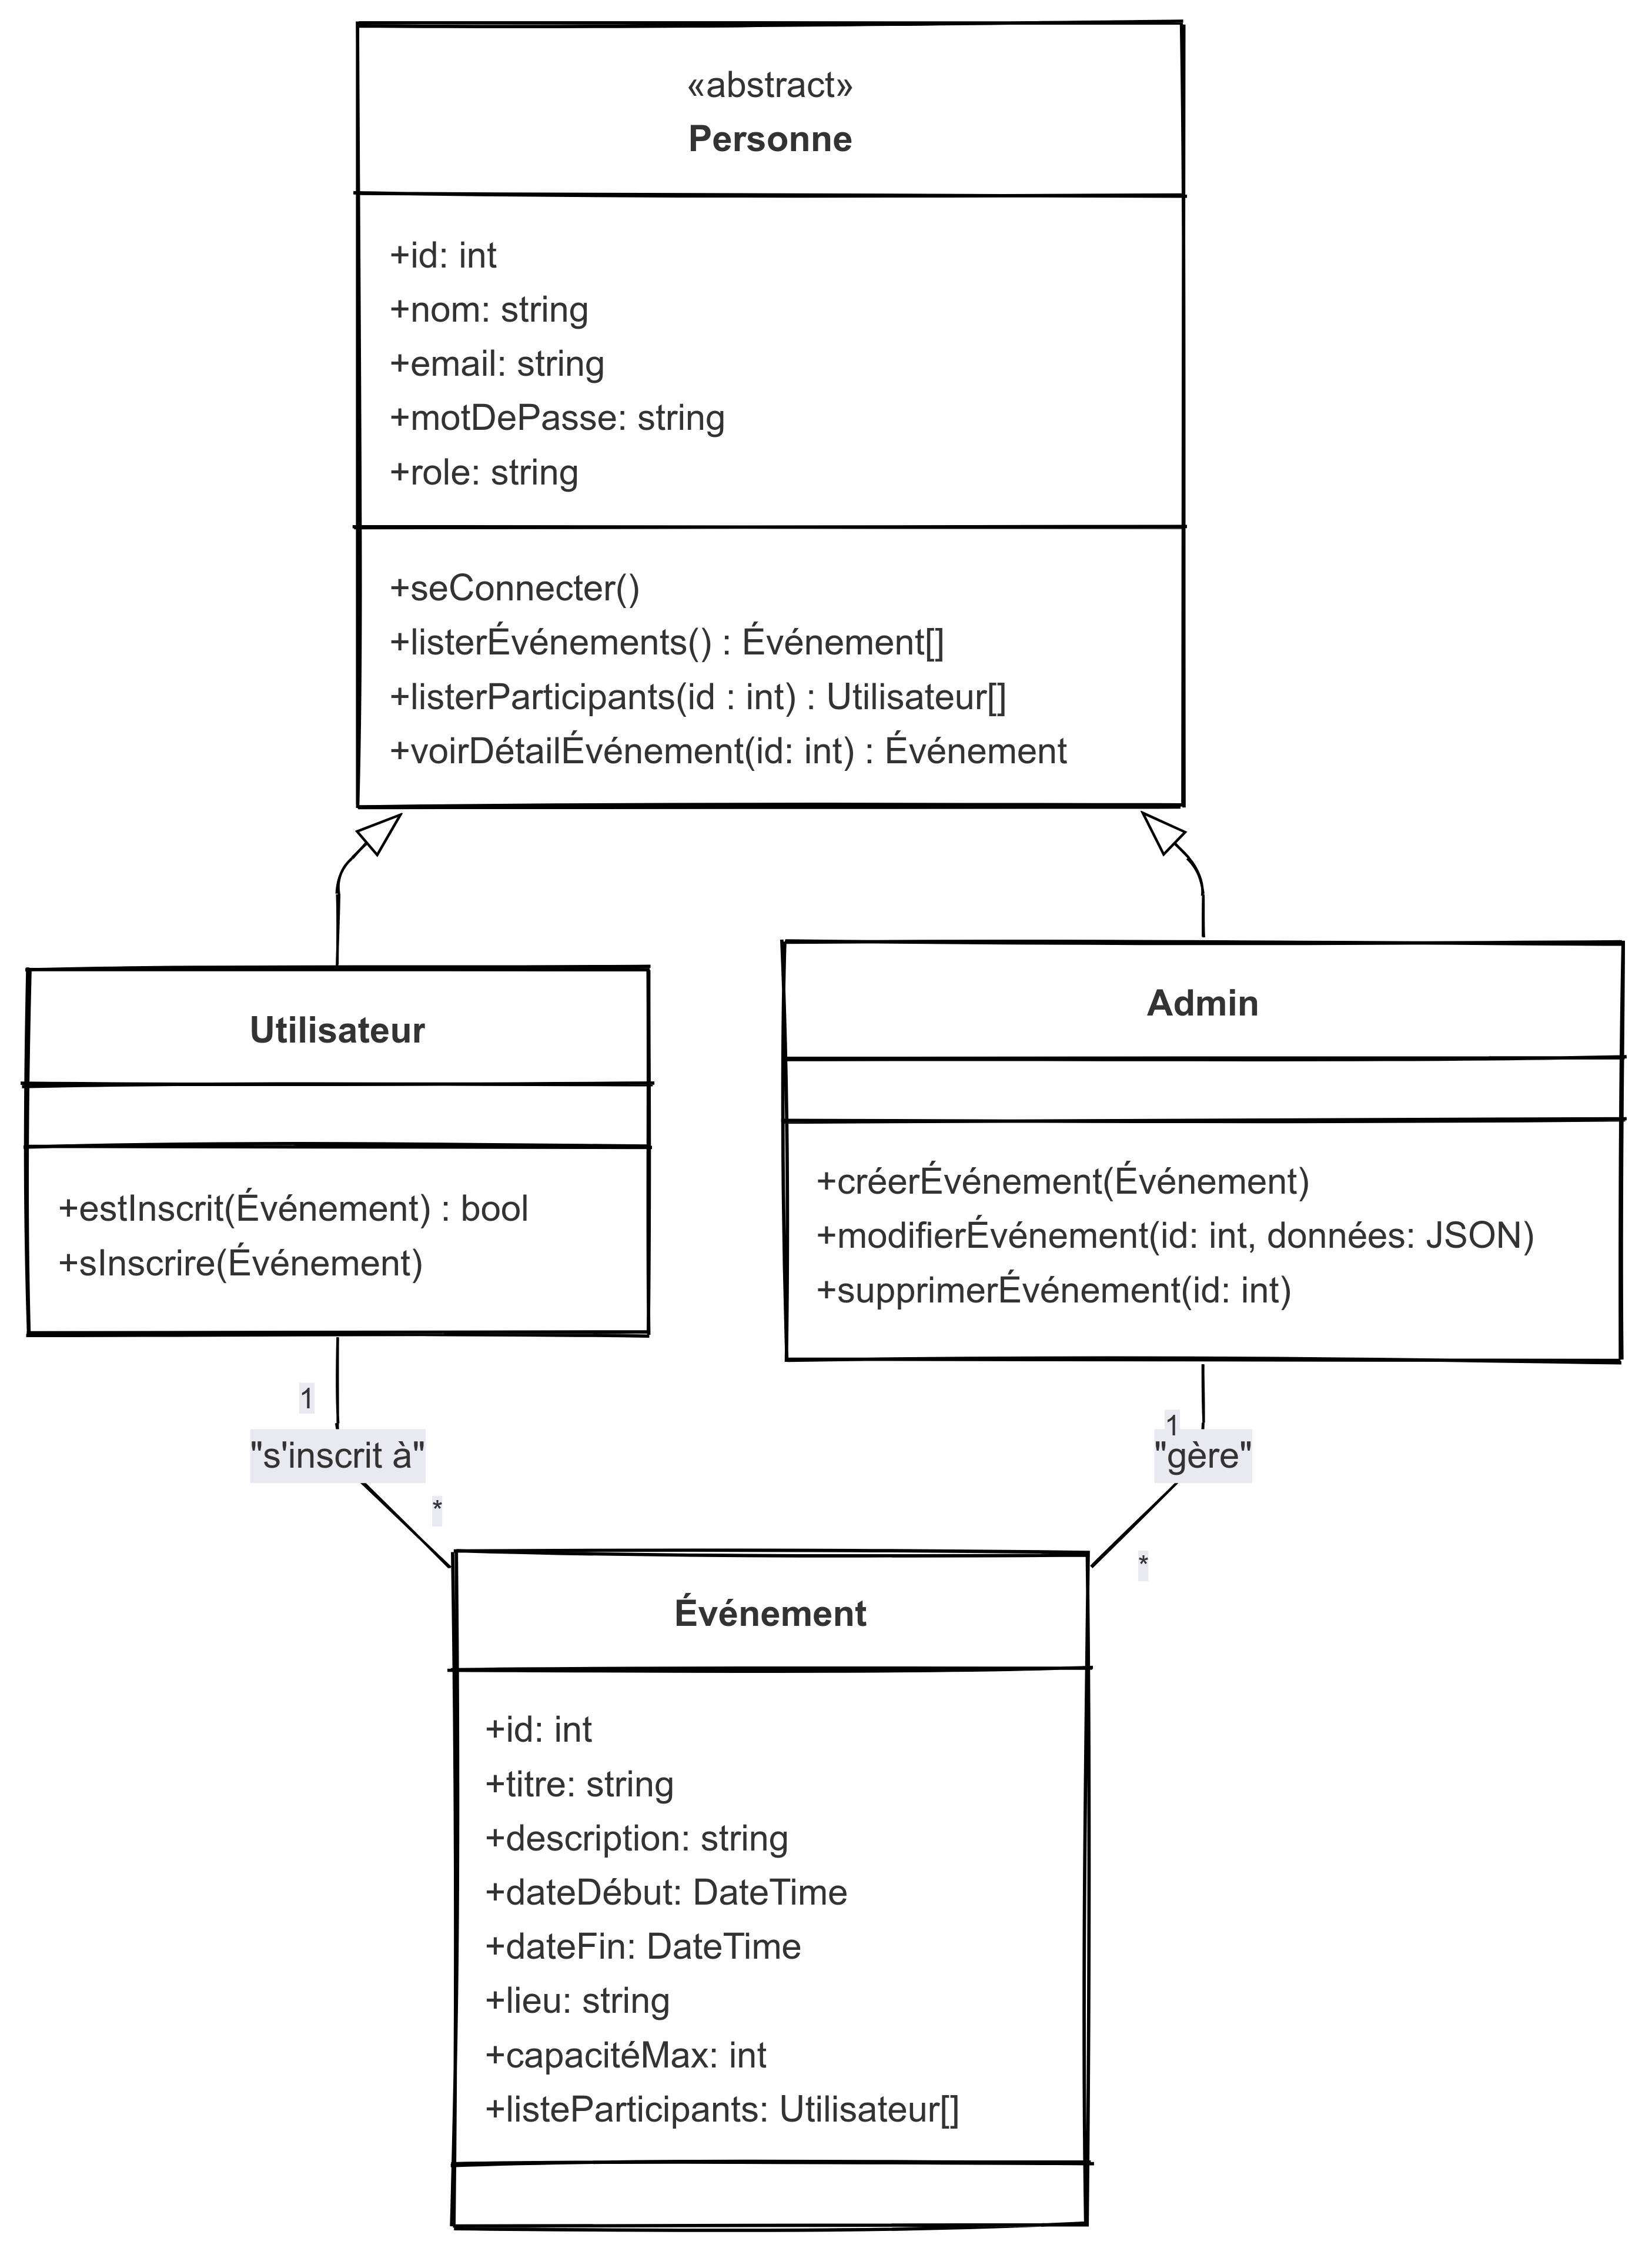 «abstract»
Personne
+id: int
+nom: string
+email: string
+motDePasse: string
+role: string
+seConnecter()
+listerÉvénements() : Événement[]
+listerParticipants(id : int) : Utilisateur[]
+voirDétailÉvénement(id: int) : Événement
Utilisateur
+estInscrit(Événement) : bool
+sInscrire(Événement)
Admin
+créerÉvénement(Événement)
+modifierÉvénement(id: int, données: JSON)
+supprimerÉvénement(id: int)
1
"s'inscrit à"
*
1
"gère"
*
Événement
+id: int
+titre: string
+description: string
+dateDébut: DateTime
+dateFin: DateTime
+lieu: string
+capacitéMax: int
+listeParticipants: Utilisateur[]